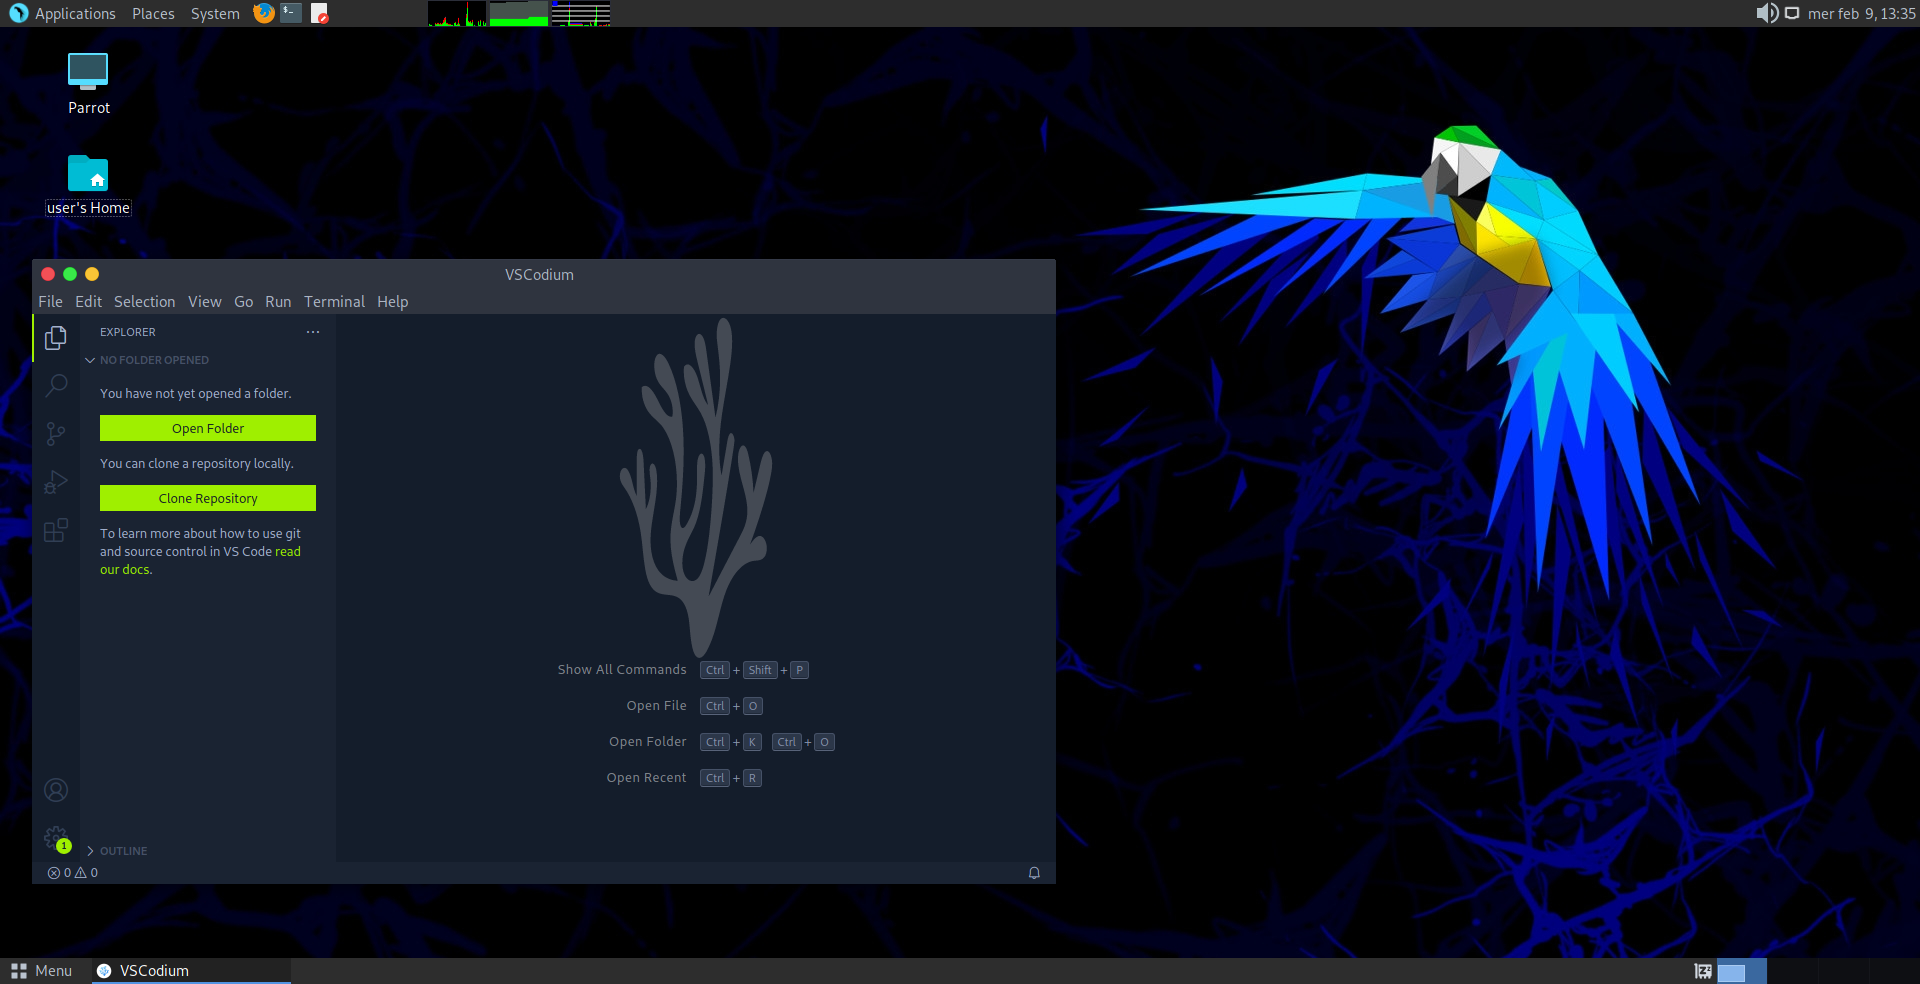 Applications Places System
mer feb 9, 13:35
Parrot
user's Home
VSCodium
File Edit Selection View Go Run Terminal Help
EXPLORER
NO FOLDER OPENED
You have not yet opened a folder.
Open Folder
You can clone a repository locally.
Clone Repository
To learn more about how to use git
and source control in VS Code read
our docs.
Show All Commands Ctrl + Shift + P
Open File Ctrl + O
Open Folder Ctrl + K Ctrl + O
Open Recent Ctrl + R
1
OUTLINE
0 0
Menu VSCodium